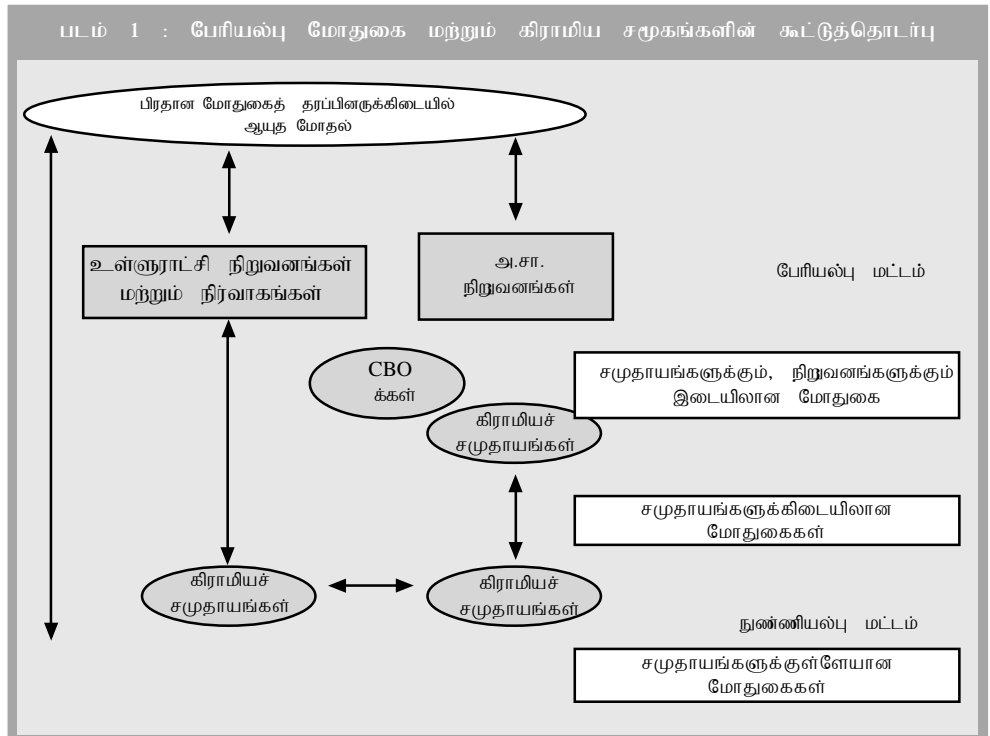 படம் 1 : பேரியல்பு மோதுகை மற்றும் கிராமிய சமூகங்களின் கூட்டுத்தொடர்பு
பிரதான மோதுகைத் தரப்பினருக்கிடையில்
ஆயுத மோதல்
உள்ளுராட்சி நிறுவனங்கள்
மற்றும் நிர்வாகங்கள்
அ.சா.
நிறுவனங்கள்
பேரியல்பு மட்டம்
CBO
க்கள்
சமுதாயங்களுக்கும், நிறுவனங்களுக்கும்
இடையிலான மோதுகை
கிராமியச்
சமுதாயங்கள்
சமுதாயங்களுக்கிடையிலான
மோதுகைகள்
கிராமியச்
சமுதாயங்கள்
கிராமியச்
சமுதாயங்கள்
நுண்ணியல்பு மட்டம்
சமுதாயங்களுக்குள்ளேயான
மோதுகைகள்